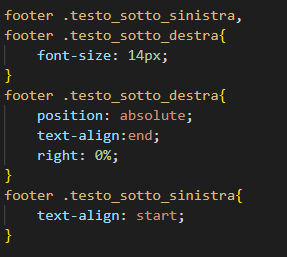 footer .testo_sotto_sinistra,
footer .testo_sotto_destra{
    font-size: 14px;
}
footer .testo_sotto_destra{
    position: absolute;
    text-align:end;
    right: 0%;
}
footer .testo_sotto_sinistra{
    text-align: start;
}